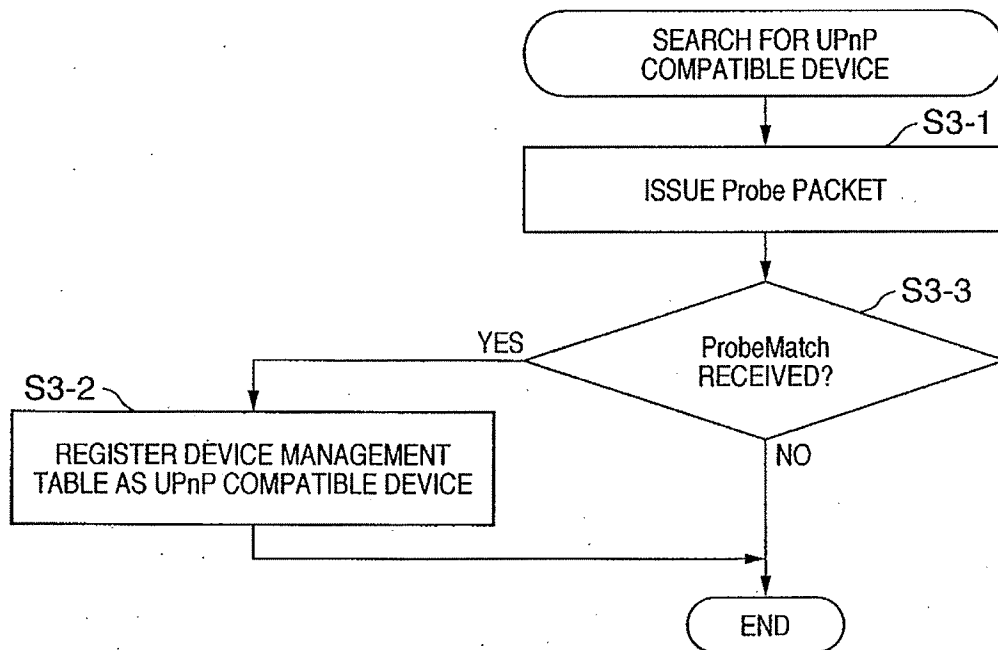 SEARCH FOR UPnP
COMPATIBLE DEVICE
S3-1
ISSUE Probe PACKET
S3-3
YES
ProbeMatch
RECEIVED?
S3-2
REGISTER DEVICE MANAGEMENT
TABLE AS UPnP COMPATIBLE DEVICE
NO
END